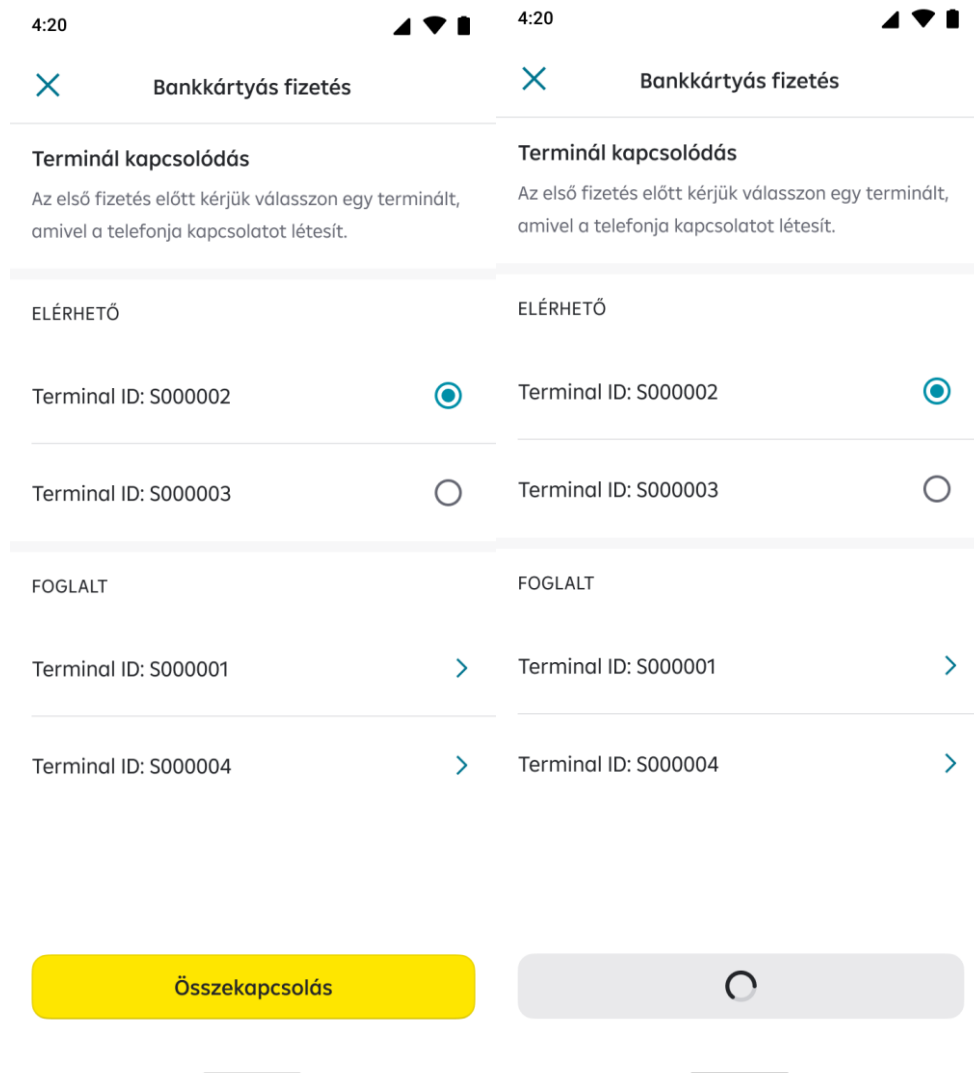 4:20
Bankkártyás fizetés
Terminál kapcsolódás
Az első fizetés előtt kérjük válasszon egy terminált,
amivel a telefonja kapcsolatot létesít.
ELÉRHETŐ
Terminal ID: S000002
Terminal ID: S000003
FOGLALT
Terminal ID: S000001
Terminal ID: S000004
Összekapcsolás
4:20
Bankkártyás fizetés
Terminál kapcsolódás
Az első fizetés előtt kérjük válasszon egy terminált,
amivel a telefonja kapcsolatot létesít.
ELÉRHETŐ
Terminal ID: S000002
Terminal ID: S000003
FOGLALT
Terminal ID: S000001
Terminal ID: S000004